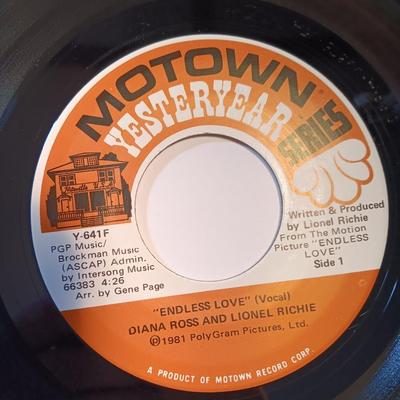 MOTOWN
YESTERYEAR
SERIES
Y-641F
PGP Music/
Brockman Music
(ASCAP) Admin.
by Intersong Music
66383 4:26
Arr. by Gene Page
Written & Produced
by Lionel Richie
From The Motion
Picture "ENDLESS
LOVE"
Side 1
"ENDLESS LOVE" (Vocal)
DIANA ROSS AND LIONEL RICHIE
℗1981 PolyGram Pictures, Ltd.
A PRODUCT OF MOTOWN RECORD CORP.